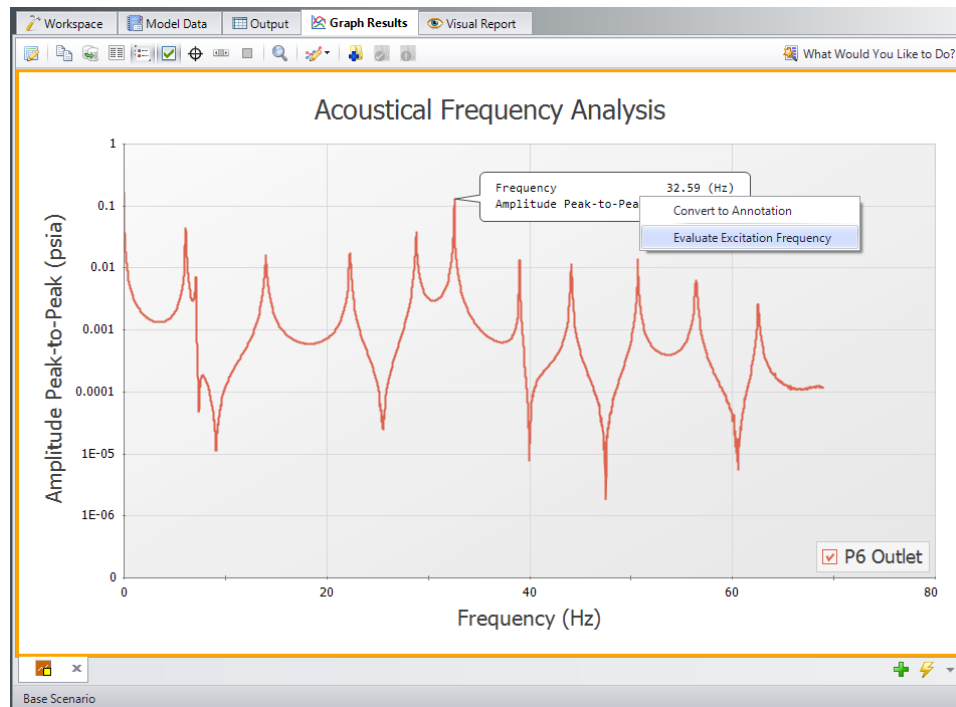 Workspace Model Data Output Graph Results Visual Report
What Would You Like to Do?
Acoustical Frequency Analysis
Amplitude Peak-to-Peak (psia)
1
0.1
0.01
0.001
0.0001
1E-05
1E-06
0
Frequency 32.59 (Hz)
Amplitude Peak-to-Pea
Convert to Annotation
Evaluate Excitation Frequency
P6 Outlet
0 20 40 60 80
Frequency (Hz)
Base Scenario